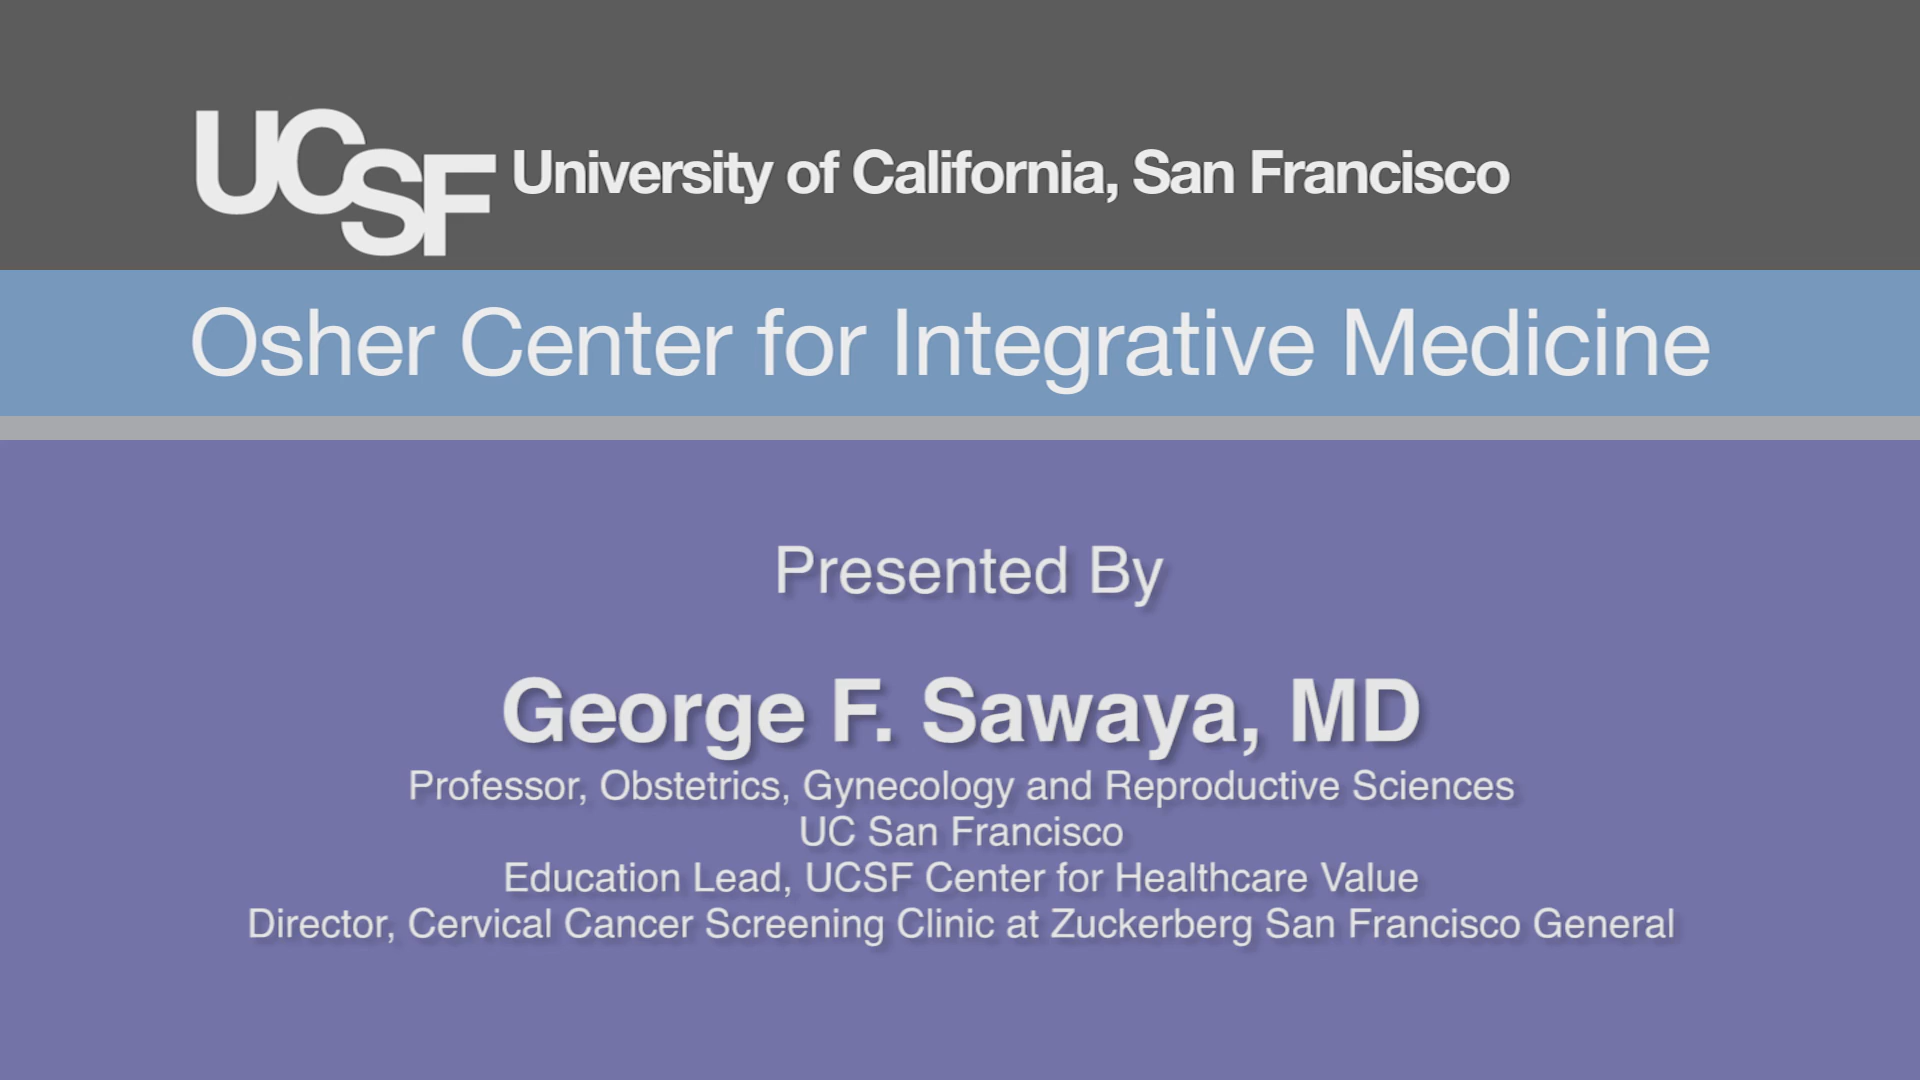 UCSF University of California, San Francisco
Osher Center for Integrative Medicine
Presented By
George F. Sawaya, MD
Professor, Obstetrics, Gynecology and Reproductive Sciences
UC San Francisco
Education Lead, UCSF Center for Healthcare Value
Director, Cervical Cancer Screening Clinic at Zuckerberg San Francisco General